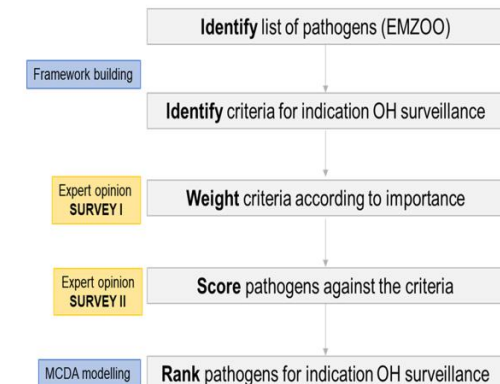 Identify list of pathogens (EMZOO)
Framework building
Identify criteria for indication OH surveillance
Expert opinion
SURVEY I
Weight criteria according to importance
Expert opinion
SURVEY II
Score pathogens against the criteria
MCDA modelling
Rank pathogens for indication OH surveillance